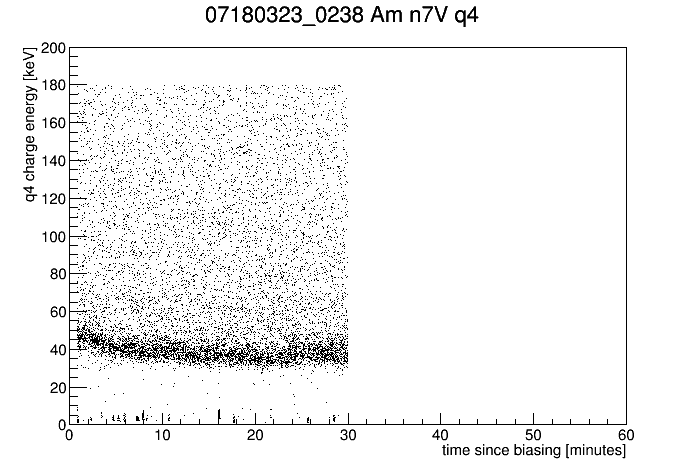 07180323_0238 Am n7V q4
q4 charge energy [keV]
200
180
160
140
120
100
80
60
40
20
0
0 10 20 30 40 50 60
time since biasing [minutes]